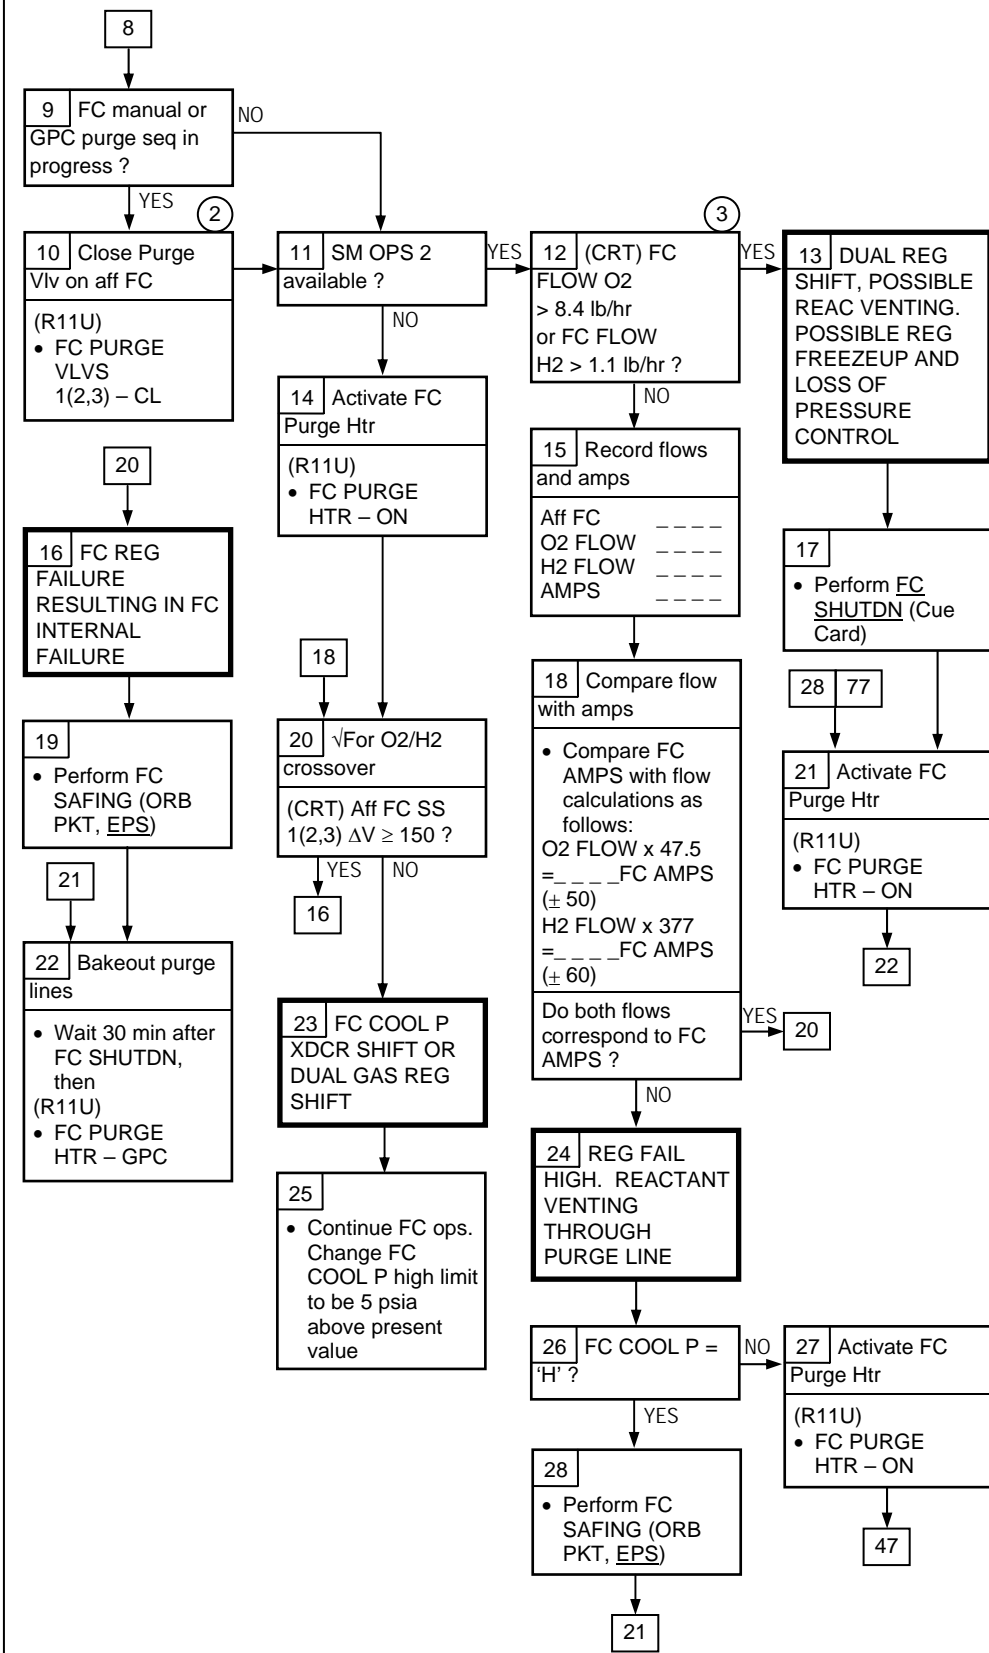 8
9 FC manual or
GPC purge seq in
progress ?
NO
YES
2
10 Close Purge
Vlv on aff FC
(R11U)
• FC PURGE
VLVS
1(2,3) – CL
11 SM OPS 2
available ?
YES
NO
3
12 (CRT) FC
FLOW O2
> 8.4 lb/hr
or FC FLOW
H2 > 1.1 lb/hr ?
YES
NO
13 DUAL REG
SHIFT, POSSIBLE
REAC VENTING.
POSSIBLE REG
FREEZEUP AND
LOSS OF
PRESSURE
CONTROL
14 Activate FC
Purge Htr
(R11U)
• FC PURGE
HTR – ON
15 Record flows
and amps
Aff FC _ _ _ _
O2 FLOW _ _ _ _
H2 FLOW _ _ _ _
AMPS _ _ _ _
20
16 FC REG
FAILURE
RESULTING IN FC
INTERNAL
FAILURE
17
• Perform FC
SHUTDN (Cue
Card)
18
18 Compare flow
with amps
• Compare FC
AMPS with flow
calculations as
follows:
O2 FLOW x 47.5
=_ _ _ _FC AMPS
(± 50)
H2 FLOW x 377
=_ _ _ _FC AMPS
(± 60)
Do both flows
correspond to FC
AMPS ?
YES
20
NO
19
• Perform FC
SAFING (ORB
PKT, EPS)
20 √For O2/H2
crossover
(CRT) Aff FC SS
1(2,3) ΔV ≥ 150 ?
YES
NO
16
28 77
21 Activate FC
Purge Htr
(R11U)
• FC PURGE
HTR – ON
22
21
22 Bakeout purge
lines
• Wait 30 min after
FC SHUTDN,
then
(R11U)
• FC PURGE
HTR – GPC
23 FC COOL P
XDCR SHIFT OR
DUAL GAS REG
SHIFT
24 REG FAIL
HIGH. REACTANT
VENTING
THROUGH
PURGE LINE
25
• Continue FC ops.
Change FC
COOL P high limit
to be 5 psia
above present
value
26 FC COOL P =
‘H’ ?
NO
YES
27 Activate FC
Purge Htr
(R11U)
• FC PURGE
HTR – ON
47
28
• Perform FC
SAFING (ORB
PKT, EPS)
21